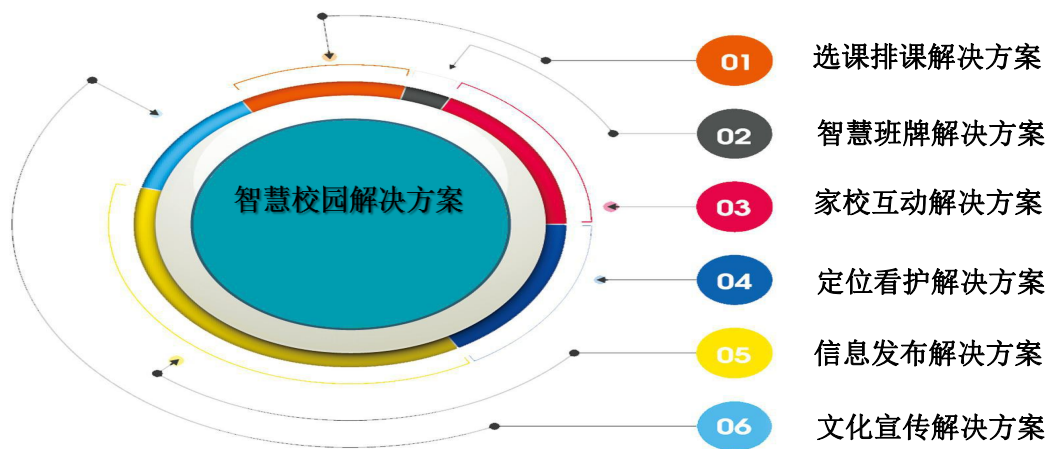 智慧校园解决方案
01 选课排课解决方案
02 智慧班牌解决方案
03 家校互动解决方案
04 定位看护解决方案
05 信息发布解决方案
06 文化宣传解决方案